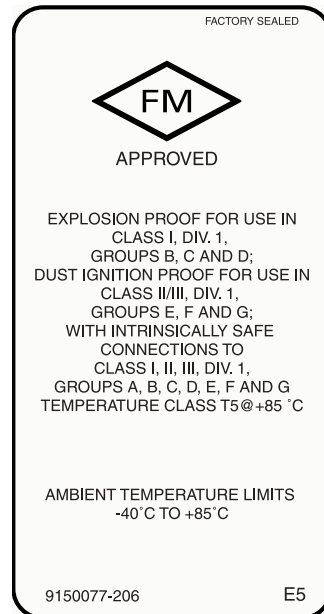 FACTORY SEALED
FM
APPROVED
EXPLOSION PROOF FOR USE IN
CLASS I, DIV. 1,
GROUPS B, C AND D;
DUST IGNITION PROOF FOR USE IN
CLASS II/III, DIV. 1,
GROUPS E, F AND G;
WITH INTRINSICALLY SAFE
CONNECTIONS TO
CLASS I, II, III, DIV. 1,
GROUPS A, B, C, D, E, F AND G
TEMPERATURE CLASS T5@+85 ˚C
AMBIENT TEMPERATURE LIMITS
-40˚C TO +85˚C
9150077-206 E5